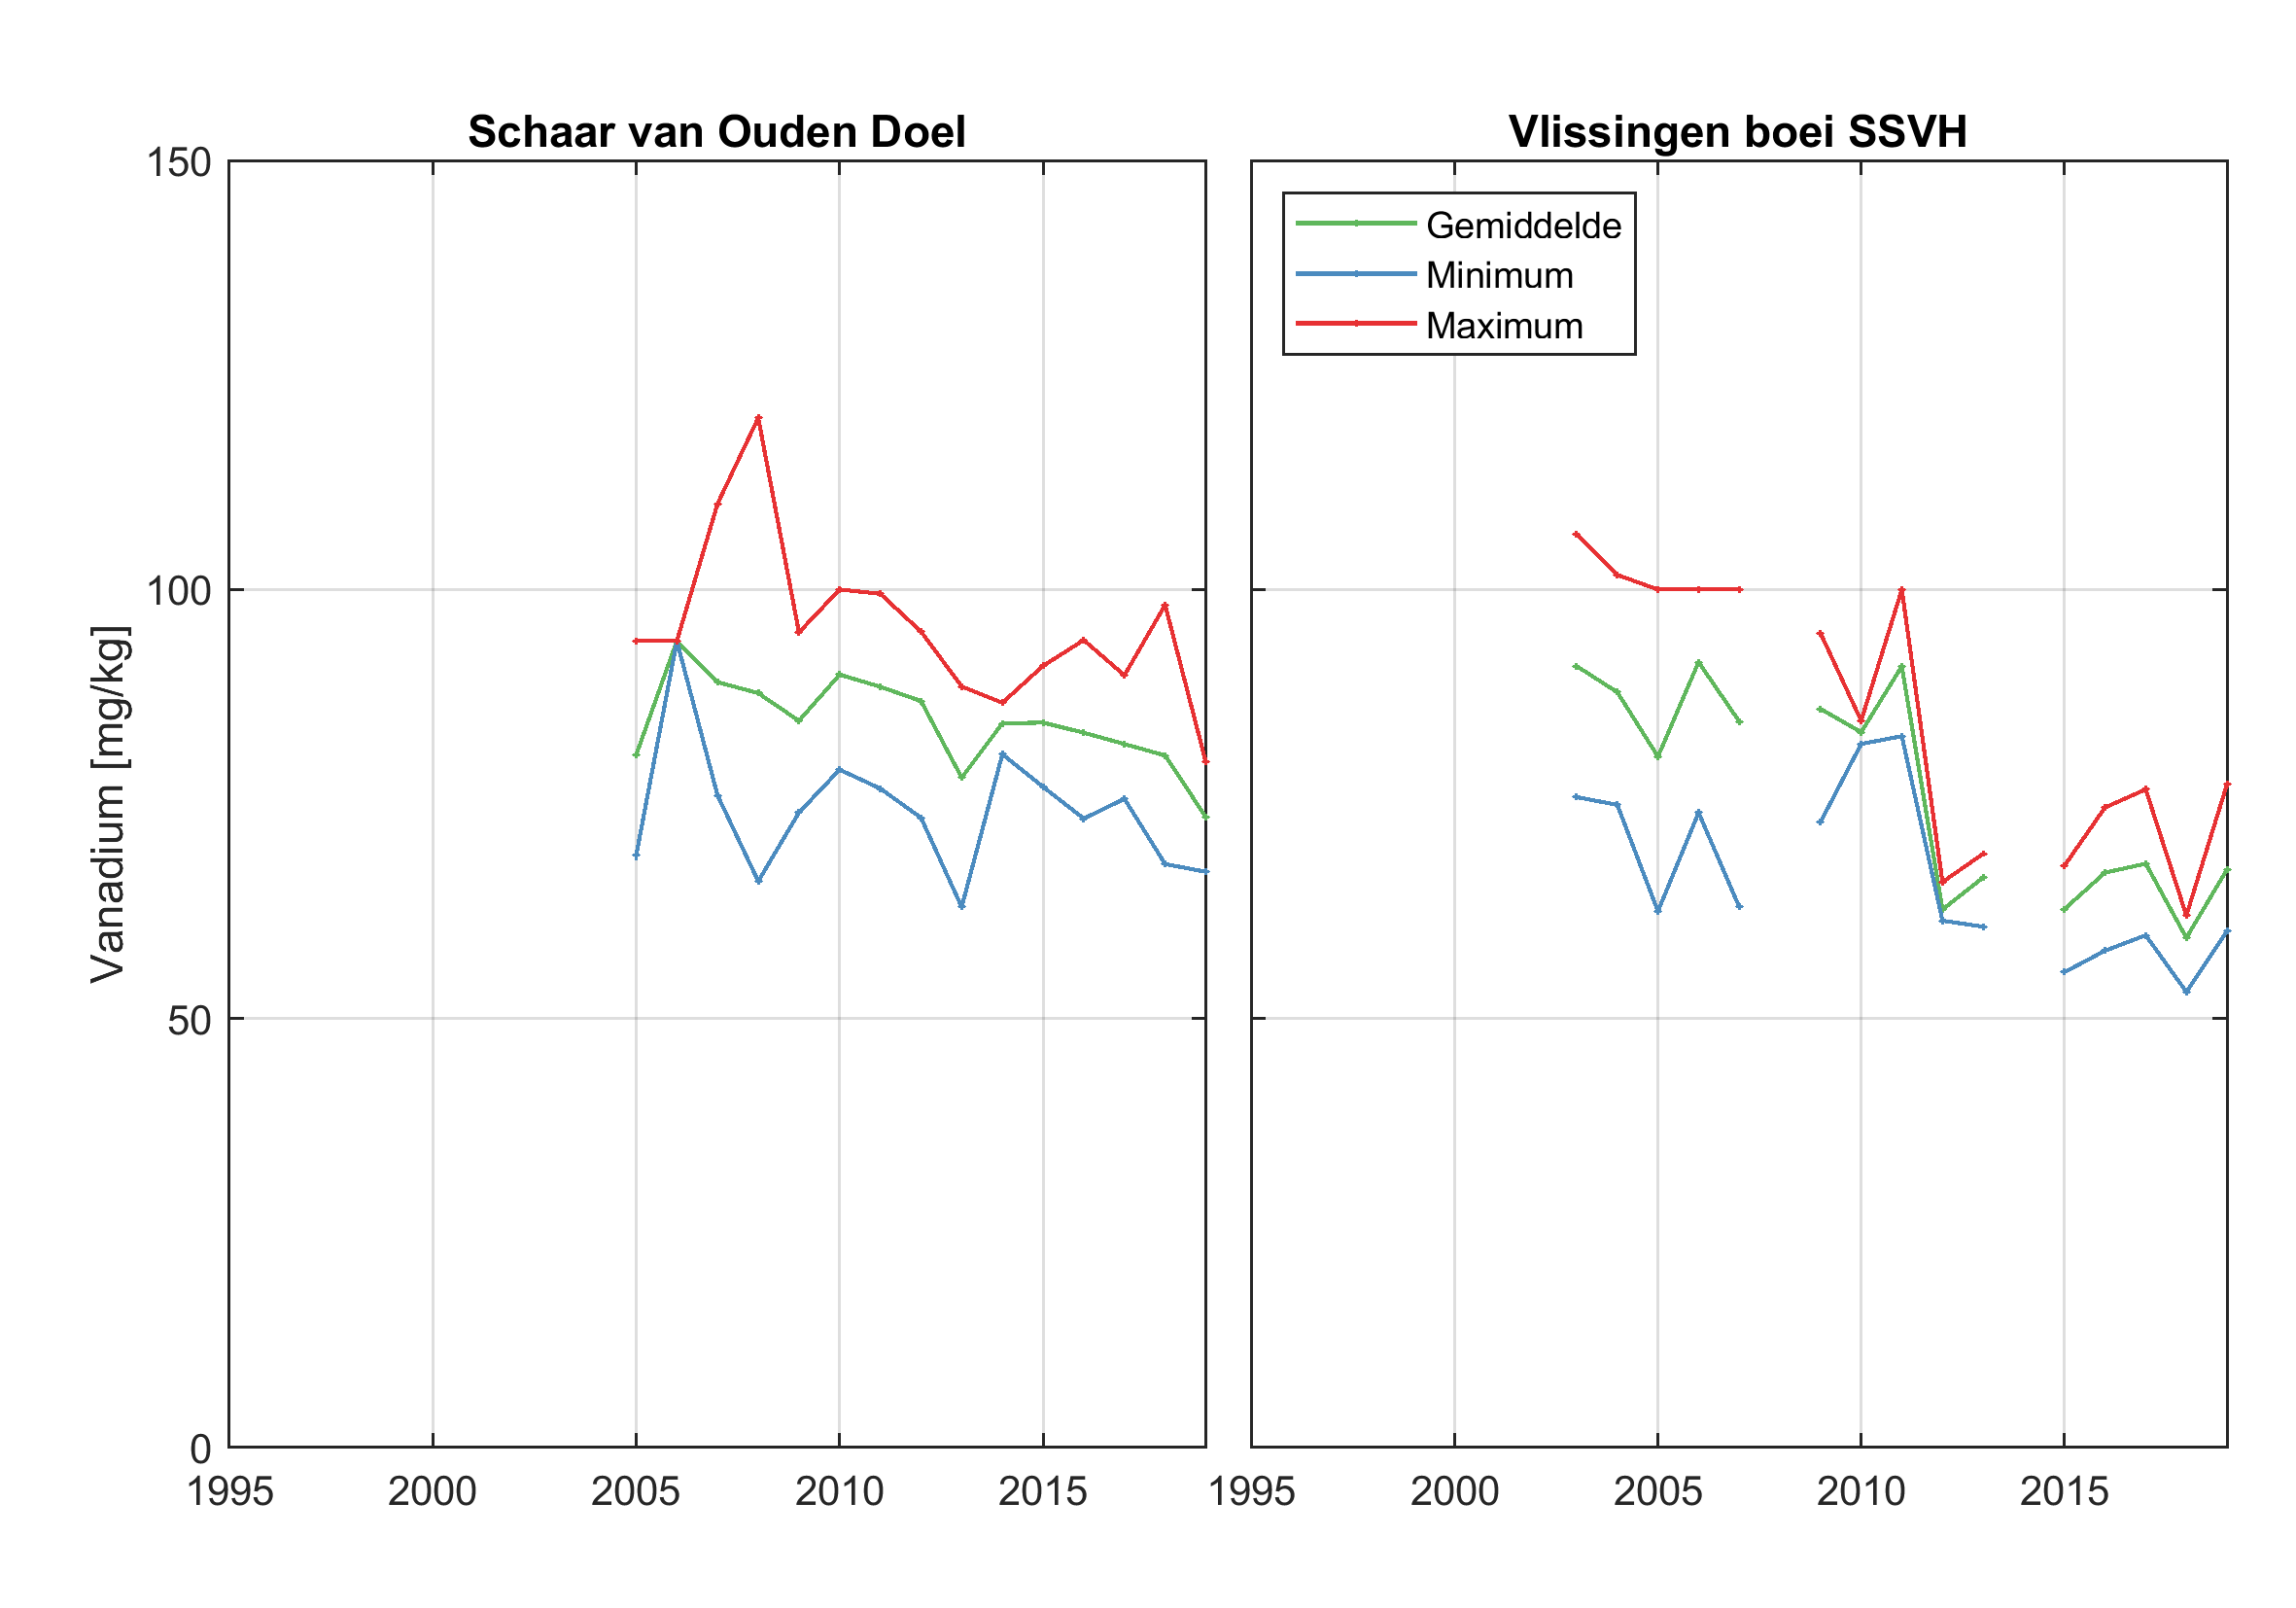 Schaar van Ouden Doel
Vlissingen boei SSVH
Vanadium [mg/kg]
150
100
50
0
Gemiddelde
Minimum
Maximum
1995 2000 2005 2010 2015
1995 2000 2005 2010 2015